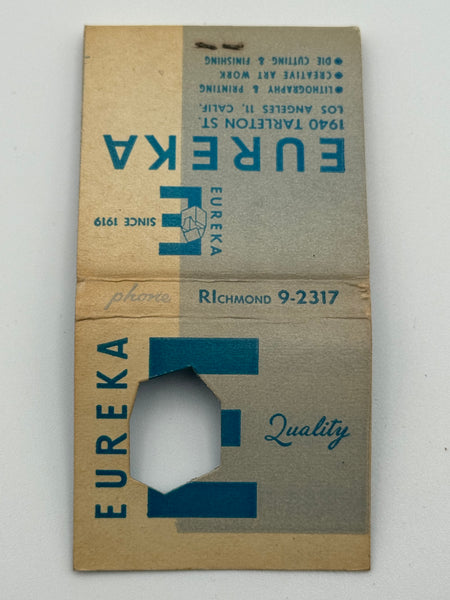 ● DIE CUTTING & FINISHING
● CREATIVE ART WORK
● LITHOGRAPHY & PRINTING
LOS ANGELES 11, CALIF.
1940 TARLETON ST.
EUREKA
E
EUREKA
SINCE 1919
phone RICHMOND 9-2317
EUREKA
E
Quality